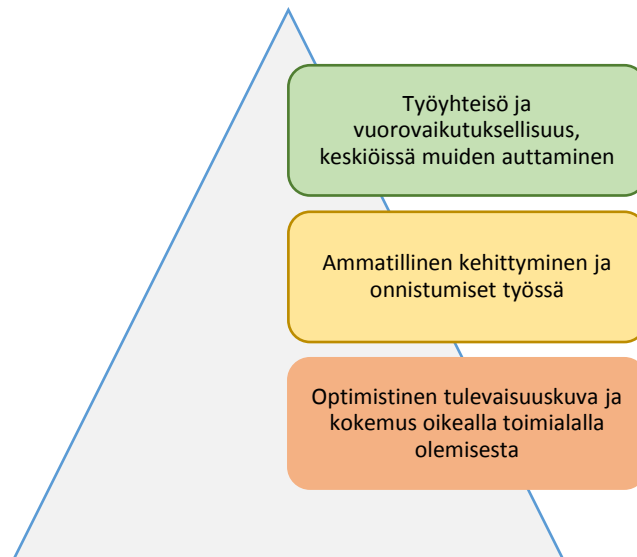 Työyhteisö ja
vuorovaikutuksellisuus,
keskiöissä muiden auttaminen
Ammatillinen kehittyminen ja
onnistumiset työssä
Optimistinen tulevaisuuskuva ja
kokemus oikealla toimialalla
olemisesta